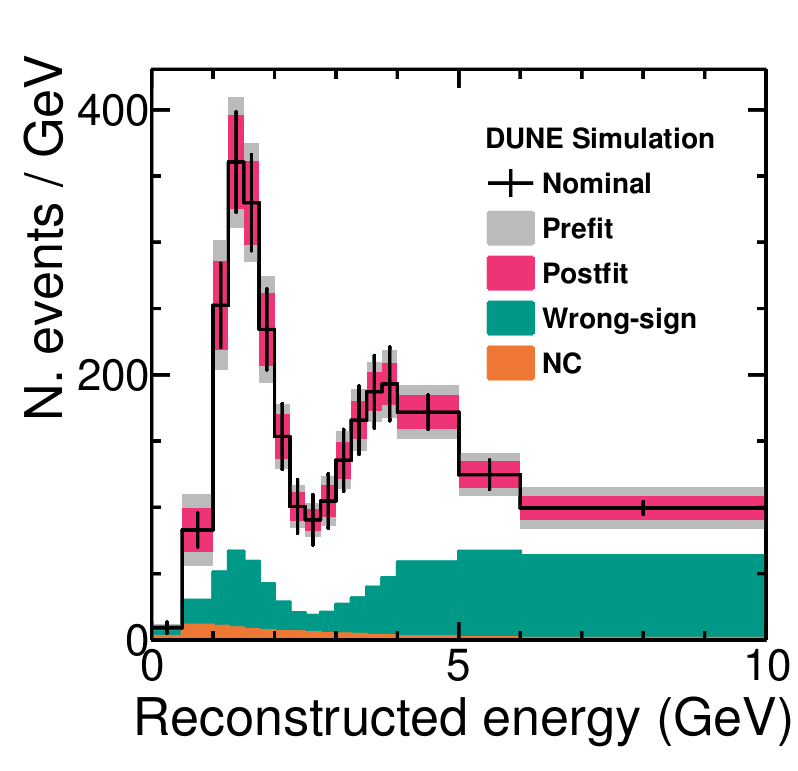 N. events / GeV
400
200
0
DUNE Simulation
Nominal
Prefit
Postfit
Wrong-sign
NC
0 5 10
Reconstructed energy (GeV)